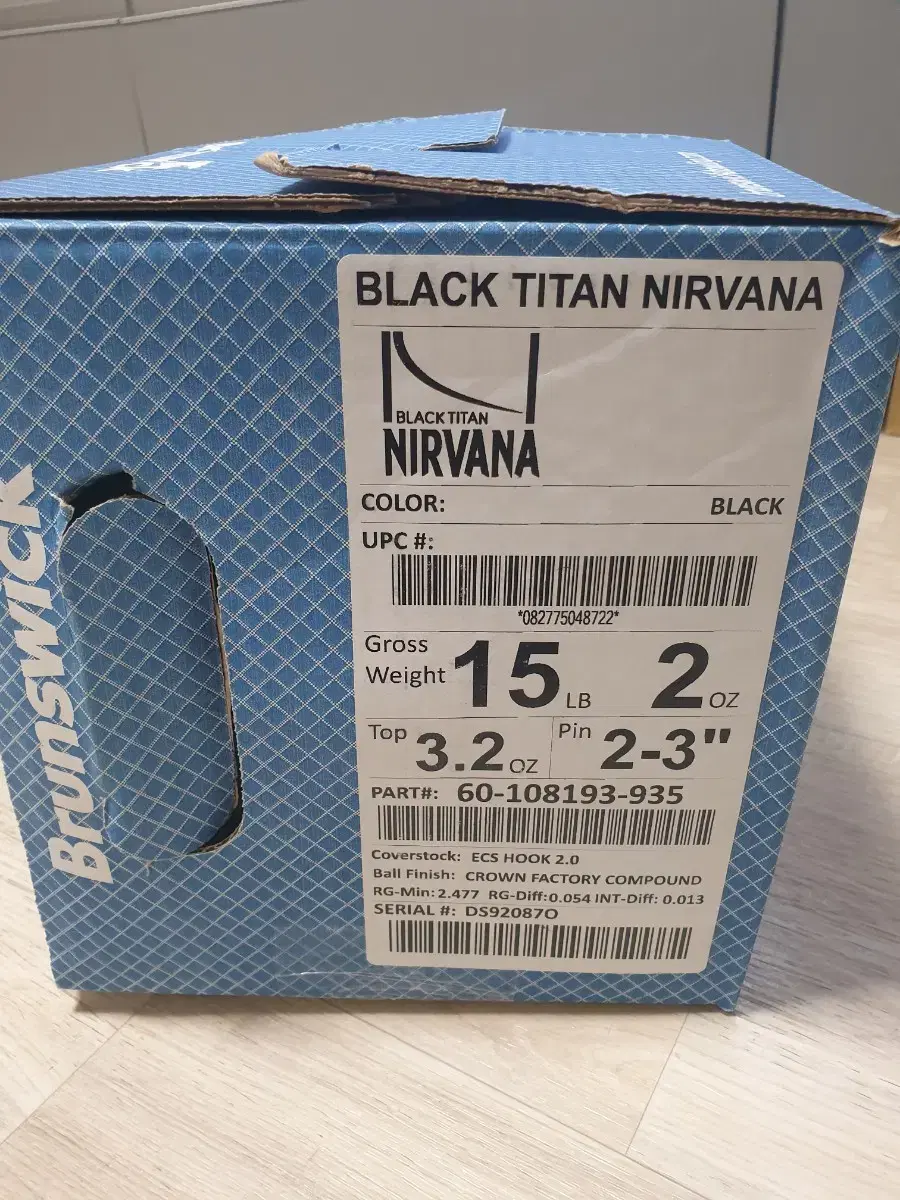 BLACK TITAN NIRVANA
BLACK TITAN
NIRVANA
COLOR: BLACK
UPC #:
*082775048722*
Gross Weight 15 LB 2 OZ
Top 3.2 OZ Pin 2-3"
PART#: 60-108193-935
Coverstock: ECS HOOK 2.0
Ball Finish: CROWN FACTORY COMPOUND
RG-Min: 2.477 RG-Diff:0.054 INT-Diff: 0.013
SERIAL #: DS92087O
Brunswick